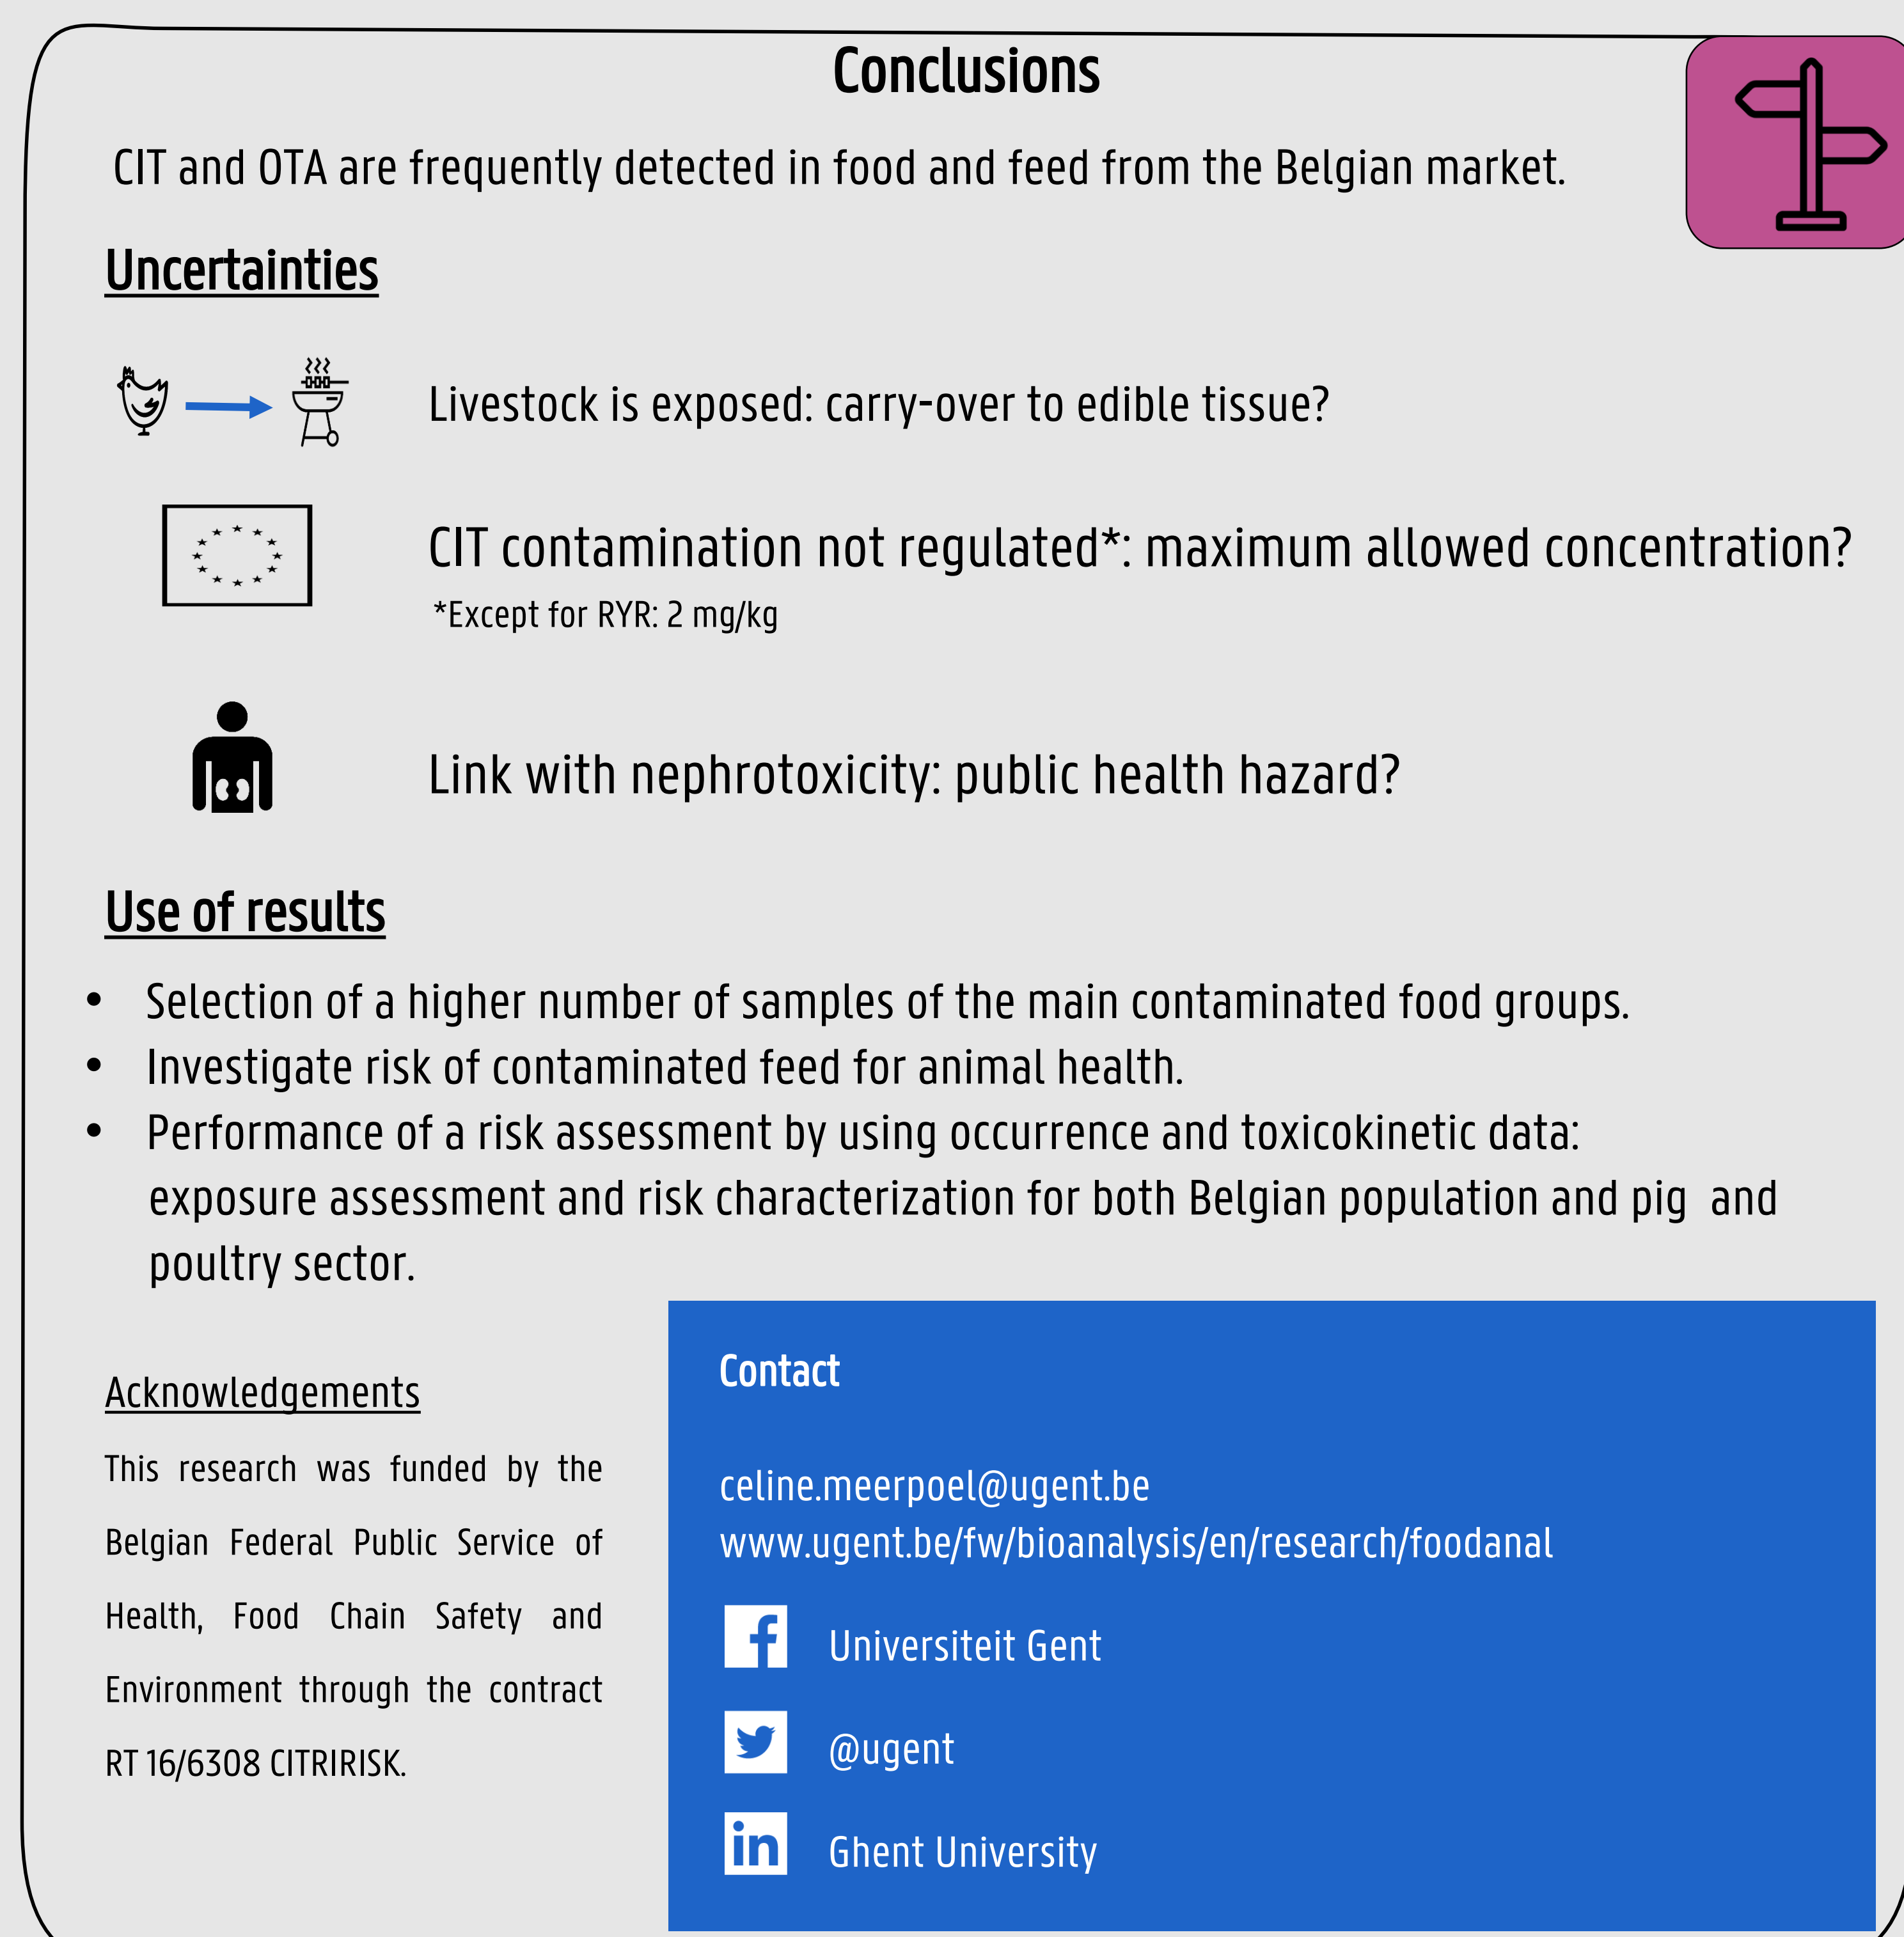 Conclusions
CIT and OTA are frequently detected in food and feed from the Belgian market.
Uncertainties
Livestock is exposed: carry-over to edible tissue?
CIT contamination not regulated*: maximum allowed concentration?
*Except for RYR: 2 mg/kg
Link with nephrotoxicity: public health hazard?
Use of results
• Selection of a higher number of samples of the main contaminated food groups.
• Investigate risk of contaminated feed for animal health.
• Performance of a risk assessment by using occurrence and toxicokinetic data:
exposure assessment and risk characterization for both Belgian population and pig and
poultry sector.
Acknowledgements
This research was funded by the
Belgian Federal Public Service of
Health, Food Chain Safety and
Environment through the contract
RT 16/6308 CITRIRISK.
Contact
celine.meerpoel@ugent.be
www.ugent.be/fw/bioanalysis/en/research/foodanal
f Universiteit Gent
@ugent
in Ghent University